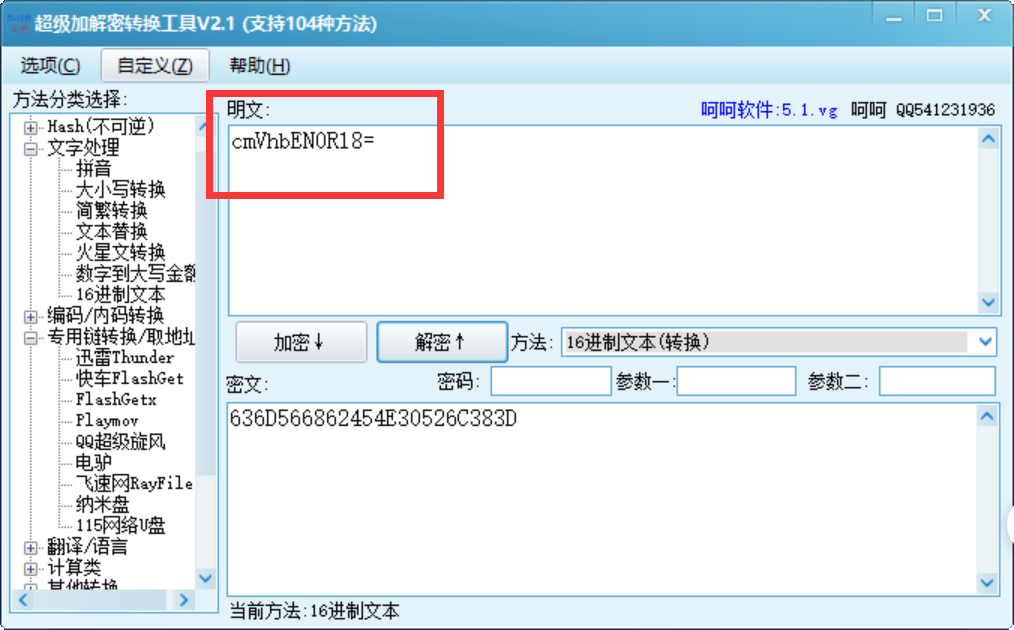 超级加解密转换工具V2.1 (支持104种方法)
选项(C) 自定义(Z) 帮助(H)
方法分类选择:
Hash(不可逆)
文字处理
拼音
大小写转换
简繁转换
文本替换
火星文转换
数字到大写金额
16进制文本
编码/内码转换
专用链转换/取地址
迅雷Thunder
快车FlashGet
FlashGetx
Playmov
QQ超级旋风
电驴
飞速网RayFile
纳米盘
115网络U盘
翻译/语言
计算类
其他转换
明文:
呵呵软件:5.1.vg 呵呵 QQ541231936
cmVhbEN0Rl8=
加密↓ 解密↑ 方法: 16进制文本(转换)
密文: 密码: 参数一: 参数二:
636D566862454E30526C383D
当前方法:16进制文本